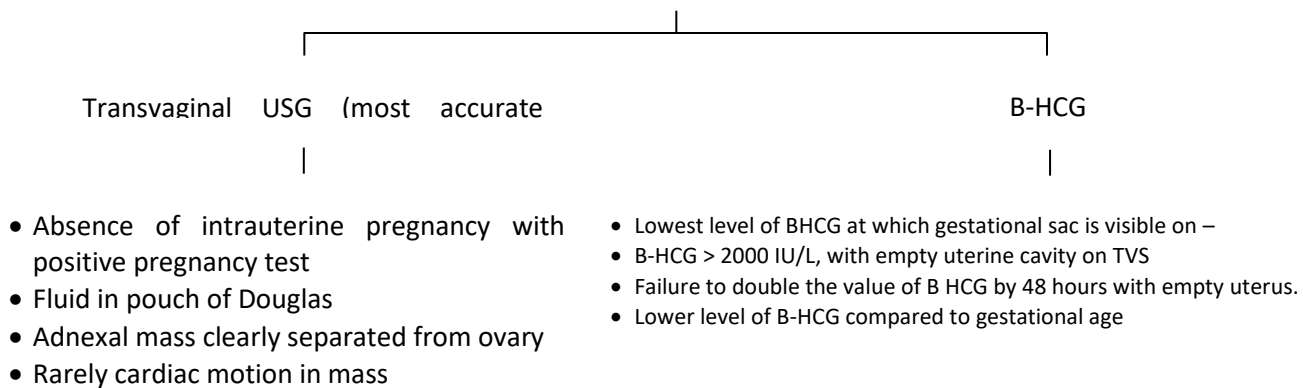 Transvaginal USG (most accurate
B-HCG
• Absence of intrauterine pregnancy with
positive pregnancy test
• Fluid in pouch of Douglas
• Adnexal mass clearly separated from ovary
• Rarely cardiac motion in mass
• Lowest level of BHCG at which gestational sac is visible on –
• B-HCG > 2000 IU/L, with empty uterine cavity on TVS
• Failure to double the value of B HCG by 48 hours with empty uterus.
• Lower level of B-HCG compared to gestational age